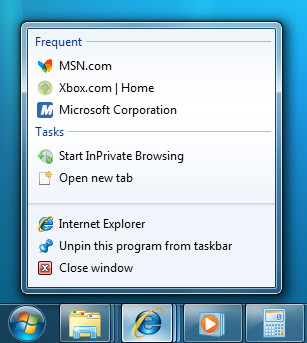 Frequent
MSN.com
Xbox.com | Home
Microsoft Corporation
Tasks
Start InPrivate Browsing
Open new tab
Internet Explorer
Unpin this program from taskbar
Close window